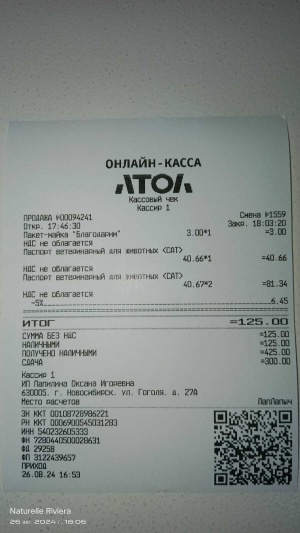 ОНЛАЙН-КАССА
АТОЛ
Кассовый чек
Кассир 1
ПРОДАЖА №00094241 Смена №1559
Откр. 17:46:30 Закр. 18:03:20
Пакет-майка "Благодарим" 3.00*1 =3.00
НДС не облагается
Паспорт ветеринарный для животных <CAT>
40.66*1 =40.66
НДС не облагается
Паспорт ветеринарный для животных <CAT>
40.67*2 =81.34
НДС не облагается
-5% 6.45
ИТОГ =125.00
СУММА БЕЗ НДС =125.00
НАЛИЧНЫМИ =125.00
ПОЛУЧЕНО НАЛИЧНЫМИ =425.00
СДАЧА =300.00
Кассир 1
ИП Папилина Оксана Игоревна
630005. г. Новосибирск. ул. Гоголя. д. 27А
Место расчетов ЛапЛапыч
ЗН ККТ 00108728986221
РН ККТ 0006900545031283
ИНН 540232605333
ФН 7280440500028631
ФД 29258
ФП 3122439657
ПРИХОД
26.08.24 16:53
Naturelle Riviera
26 авг. 2024 г., 18:06